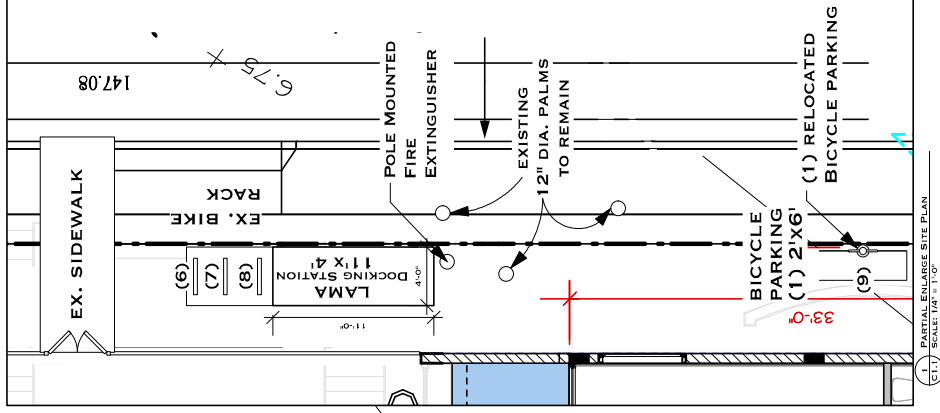 147.08
6.75
EX. SIDEWALK
EX. BIKE
RACK
(6)
(7)
(8)
LAMA
DOCKING STATION
11' X 4'
4'-0"
11'-0"
POLE MOUNTED
FIRE
EXTINGUISHER
EXISTING
12" DIA. PALMS
TO REMAIN
BICYCLE
PARKING
(1) 2'X6'
(1) RELOCATED
BICYCLE PARKING
(9)
33'-0"
1
C1.1
PARTIAL ENLARGE SITE PLAN
SCALE: 1/4" = 1'-0"